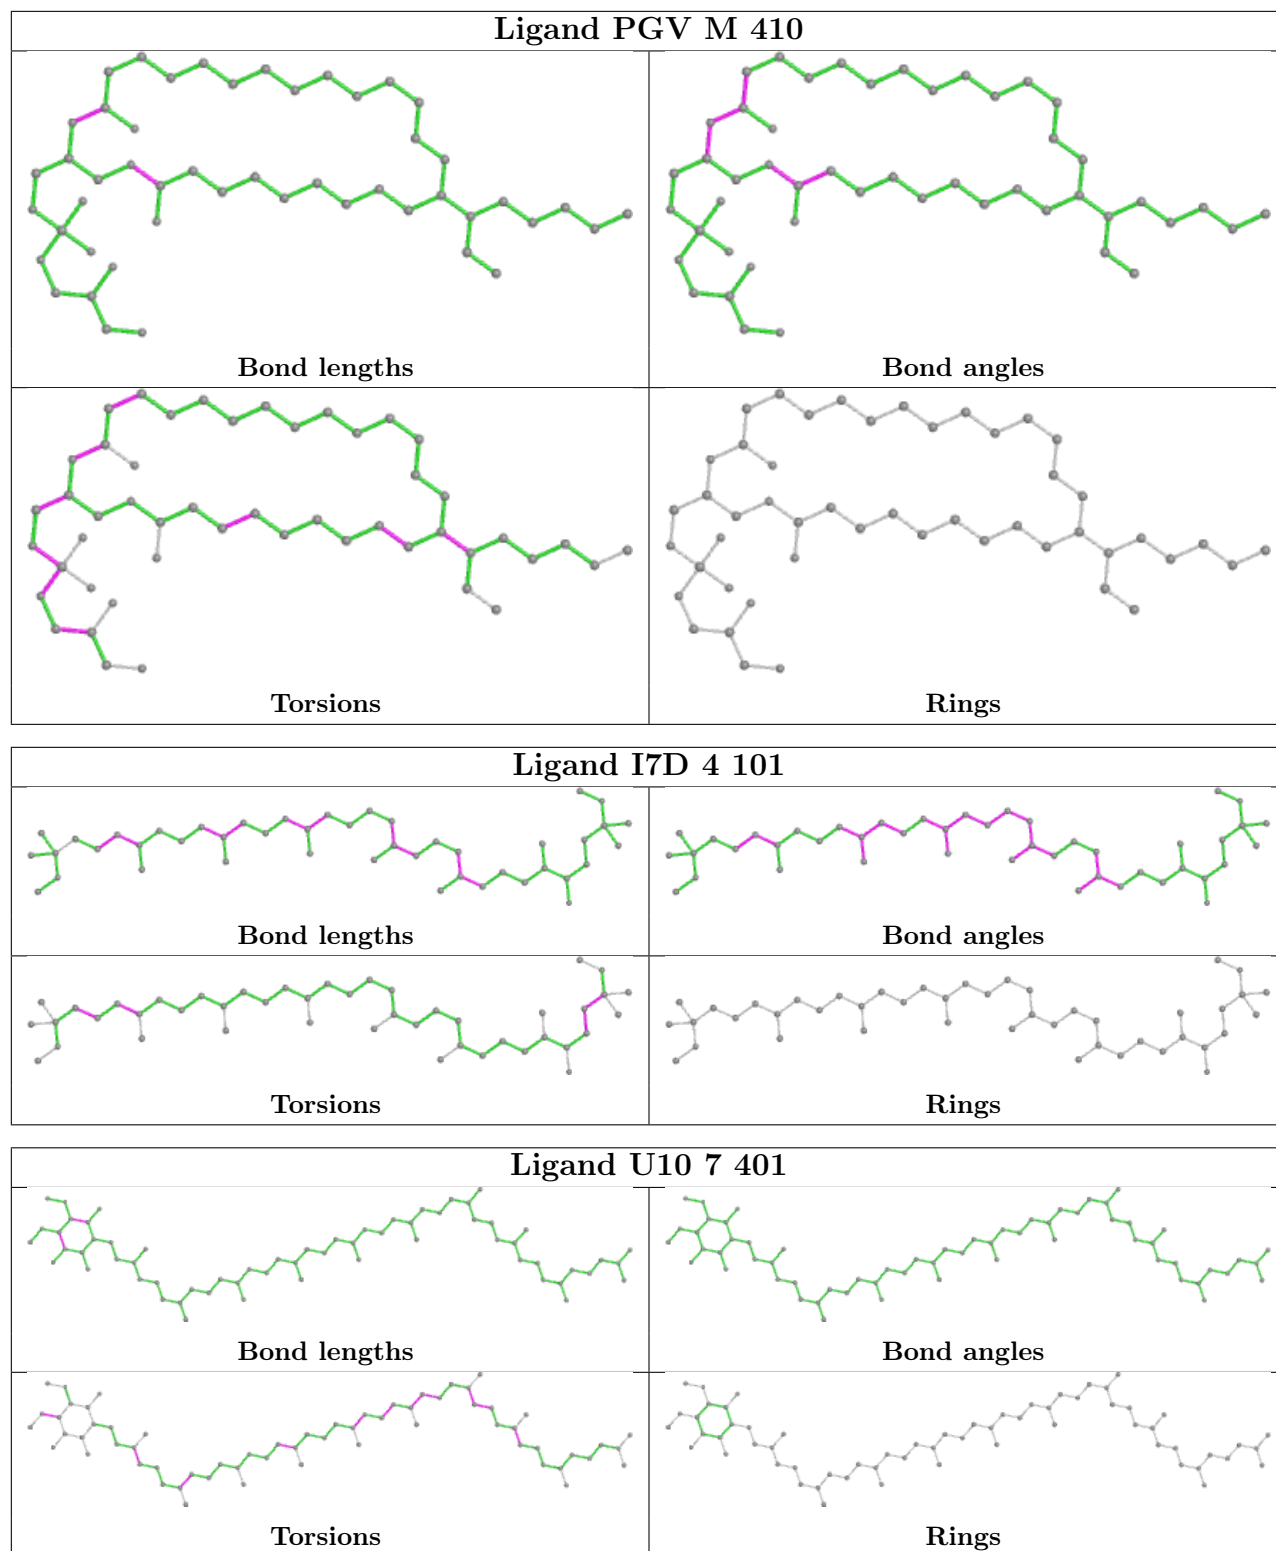 Ligand PGV M 410
Bond lengths
Bond angles
Torsions
Rings
Ligand I7D 4 101
Bond lengths
Bond angles
Torsions
Rings
Ligand U10 7 401
Bond lengths
Bond angles
Torsions
Rings